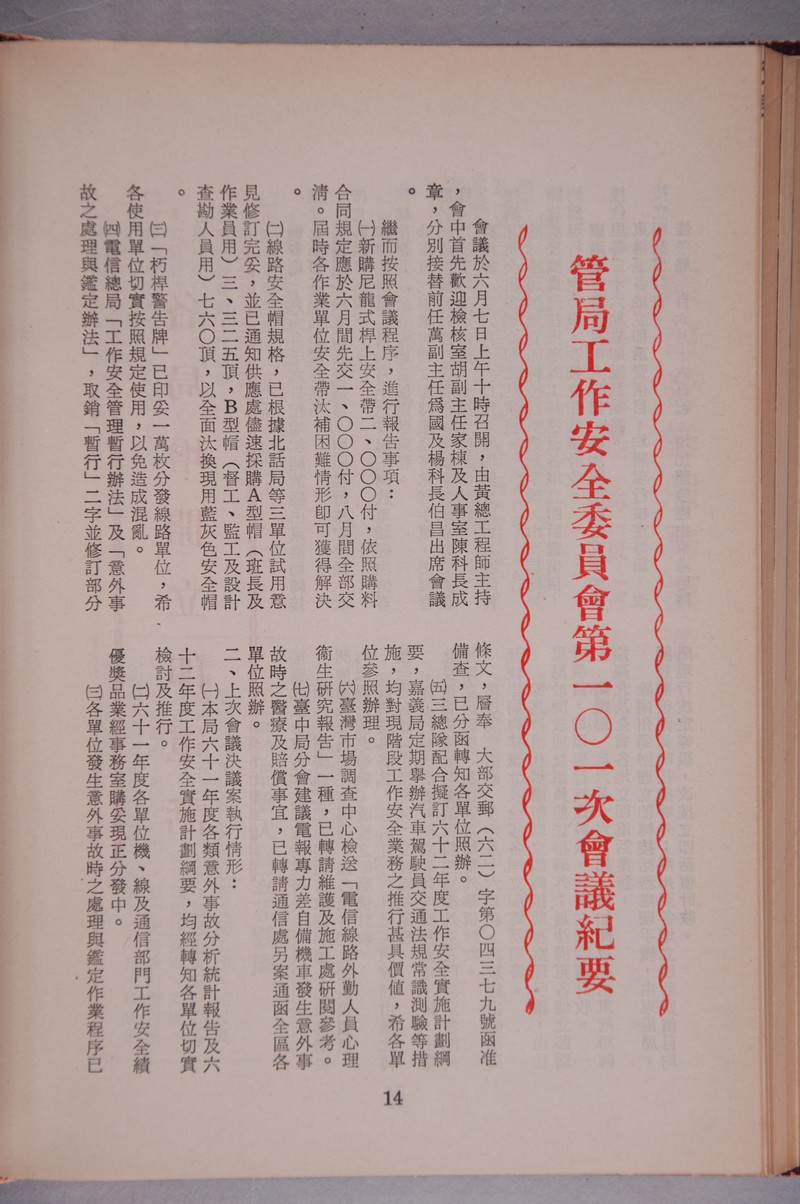 管局工作安全委員會第一〇一次會議紀要
會議於六月七日上午十時召開，由黃總工程師主持
，會中首先歡迎檢核室胡副主任家棟及人事室陳科長成
章，分別接替前任萬副主任爲國及楊科長伯昌出席會議
。
繼而按照會議程序，進行報告事項：
㈠新購尼龍式桿上安全帶二、〇〇〇付，依照購料
合同規定應於六月間先交一、〇〇〇付，八月間全部交
淸。屆時各作業單位安全帶汰補困難情形卽可獲得解決
。
㈡線路安全帽規格，已根據北話局等三單位試用意
見修訂完妥，並已通知供應處儘速採購A型帽（班長及
作業員用）三、三二五頂，B型帽（督工、監工及設計
查勘人員用）七六〇頂，以全面汰換現用藍灰色安全帽
。
㈢「朽桿警告牌」已印妥一萬枚分發線路單位，希
各使用單位切實按照規定使用，以免造成混亂。
㈣電信總局「工作安全管理暫行辦法」及「意外事
故之處理與鑑定辦法」，取銷「暫行」二字並修訂部分
條文，層奉　大部交郵（六二）字第〇四三七九號函准
備查，已分函轉知各單位照辦。
㈤三總隊配合擬訂六十二年度工作安全實施計劃綱
要，嘉義局定期擧辦汽車駕駛員交通法規常識測驗等措
施，均對現階段工作安全業務之推行甚具價値，希各單
位參照辦理。
㈥臺灣市場調查中心檢送「電信線路外勤人員心理
衞生硏究報告」一種，已轉請維護及施工處硏閱參考。
㈦臺中局分會建議電報專力差自備機車發生意外事
故時之醫療及賠償事宜，已轉請通信處另案通函全區各
單位照辦。
二、上次會議決議案執行情形：
㈠本局六十一年度各類意外事故分析統計報告及六
十二年度工作安全實施計劃綱要，均經轉知各單位切實
檢討及推行。
㈡六十一年度各單位機、線及通信部門工作安全績
優獎品業經事務室購妥現正分發中。
㈢各單位發生意外事故時之處理與鑑定作業程序已
14